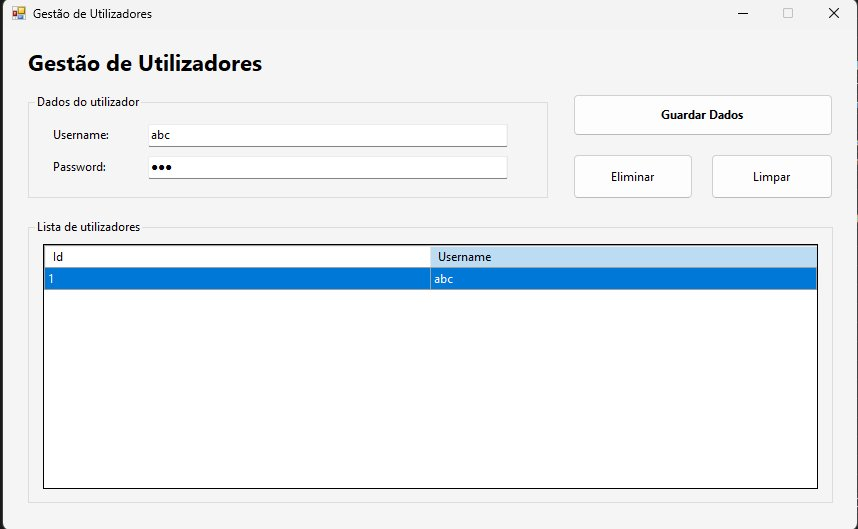 Gestão de Utilizadores
Gestão de Utilizadores
Dados do utilizador
Username: abc
Password: ●●●
Guardar Dados
Eliminar Limpar
Lista de utilizadores
Id Username
1 abc